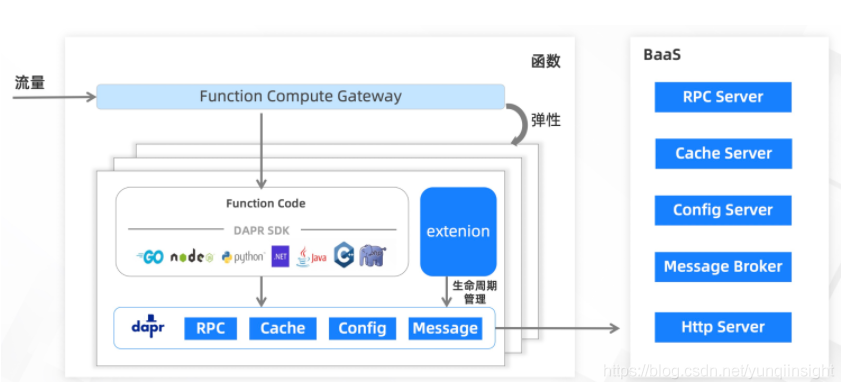 函数
BaaS
流量
Function Compute Gateway
弹性
RPC Server
Cache Server
Config Server
Message Broker
Http Server
Function Code
DAPR SDK
GO
node
python
.NET
Java
C++
php
extenion
生命周期
管理
dapr
RPC
Cache
Config
Message
https://blog.csdn.net/yunqiinsight